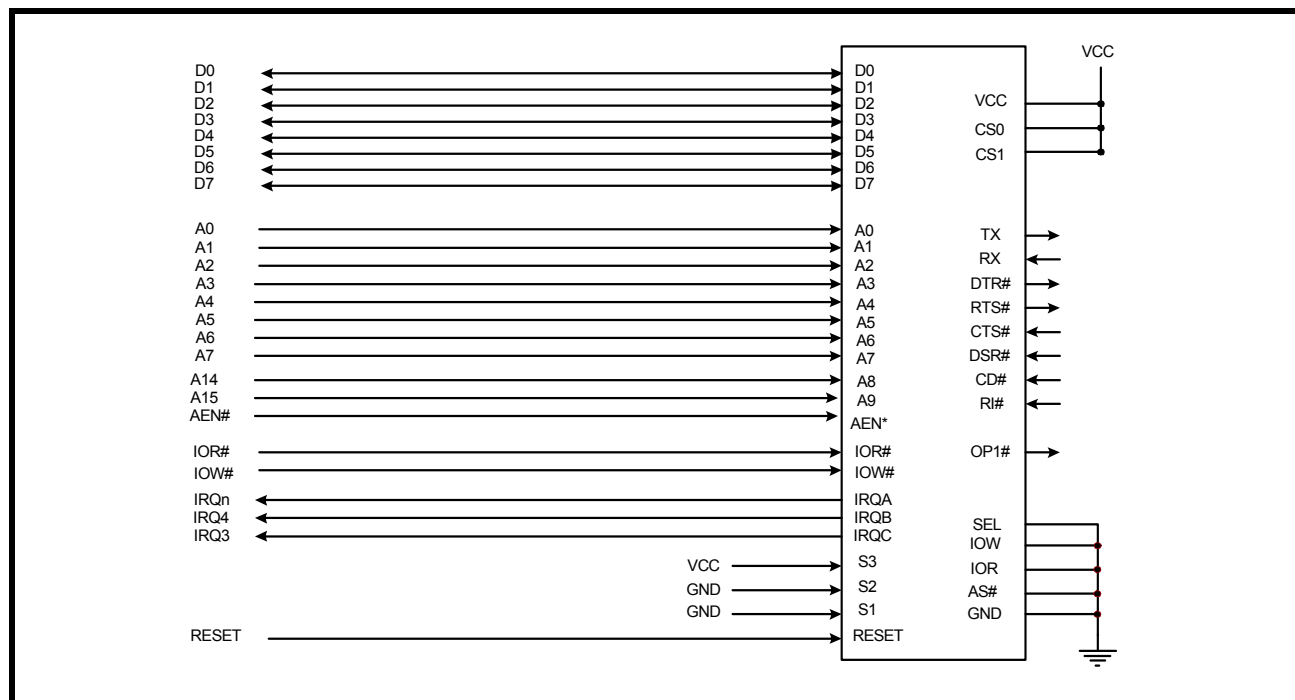 D0
D1
D2
D3
D4
D5
D6
D7
A0
A1
A2
A3
A4
A5
A6
A7
A14
A15
AEN#
IOR#
IOW#
IRQn
IRQ4
IRQ3
VCC
GND
GND
RESET
D0
D1
D2
D3
D4
D5
D6
D7
A0
A1
A2
A3
A4
A5
A6
A7
A8
A9
AEN*
IOR#
IOW#
IRQA
IRQB
IRQC
S3
S2
S1
RESET
VCC
CS0
CS1
TX
RX
DTR#
RTS#
CTS#
DSR#
CD#
RI#
OP1#
SEL
IOW
IOR
AS#
GND
VCC